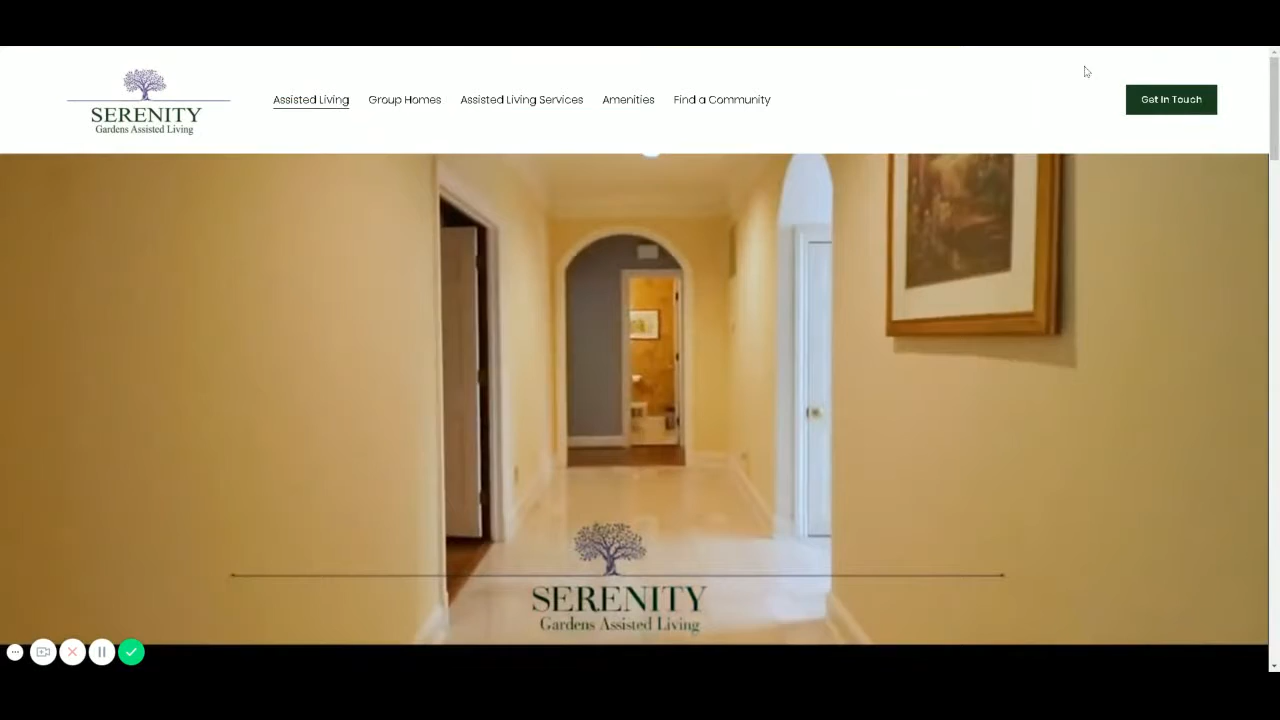 SERENITY
Gardens Assisted Living
Assisted Living
Group Homes
Assisted Living Services
Amenities
Find a Community
Get In Touch
SERENITY
Gardens Assisted Living